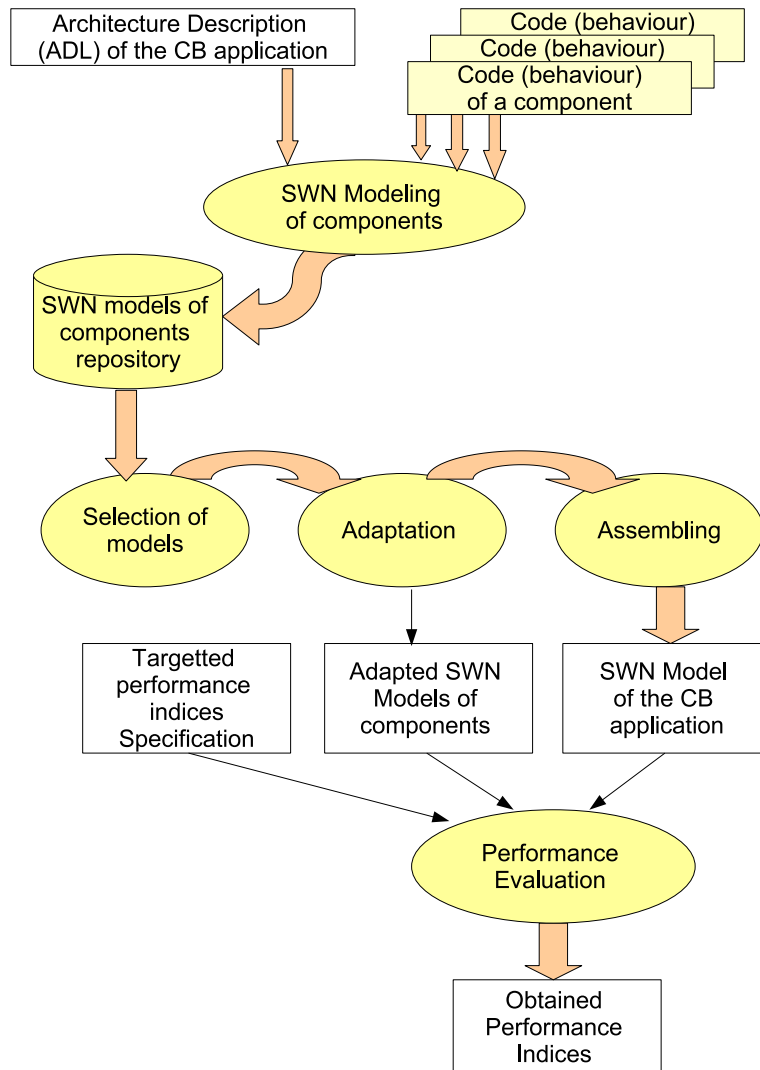 Architecture Description
(ADL) of the CB application
Code (behaviour)
Code (behaviour)
Code (behaviour)
of a component
SWN Modeling
of components
SWN models of
components
repository
Selection of
models
Adaptation
Assembling
Targetted
performance
indices
Specification
Adapted SWN
Models of
components
SWN Model
of the CB
application
Performance
Evaluation
Obtained
Performance
Indices